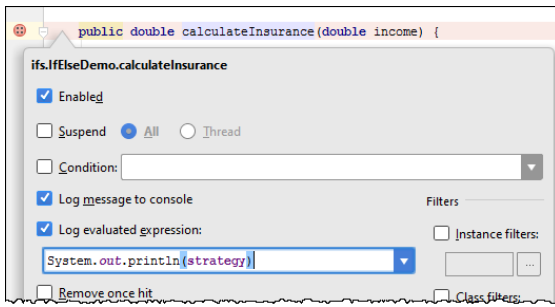 public double calculateInsurance(double income) {
ifs.IfElseDemo.calculateInsurance
Enabled
Suspend All Thread
Condition:
Log message to console
Filters
Log evaluated expression:
Instance filters:
System.out.println(strategy)
...
Remove once hit
Class filters: